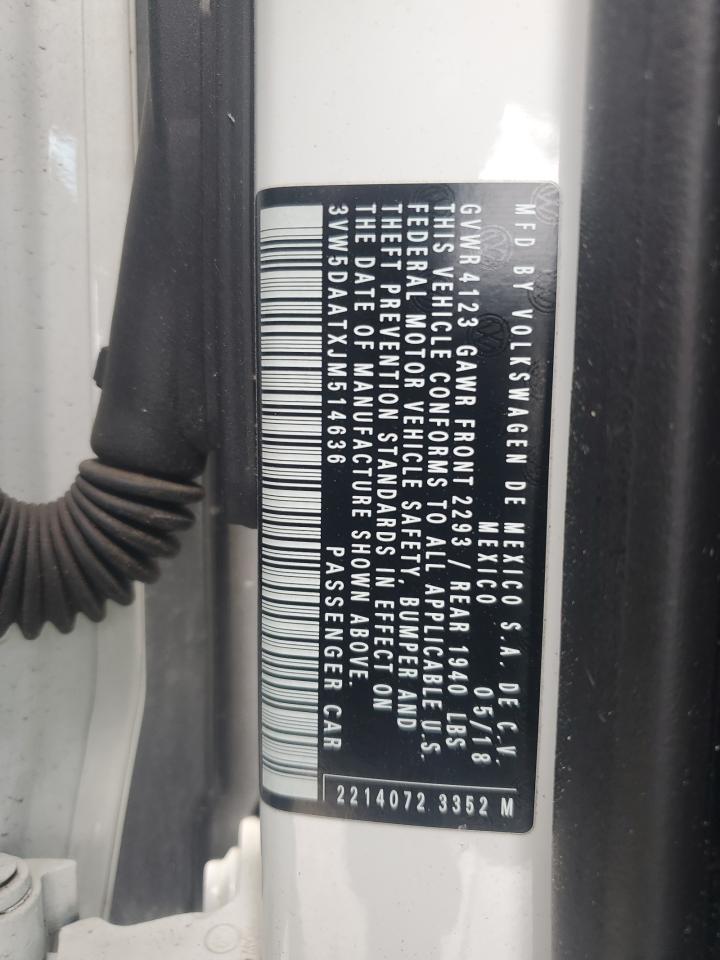 MFD BY VOLKSWAGEN DE MEXICO S.A. DE C.V.
MEXICO 05/18
GVWR 4123 GAWR FRONT 2293 / REAR 1940 LBS
THIS VEHICLE CONFORMS TO ALL APPLICABLE U.S.
FEDERAL MOTOR VEHICLE SAFETY, BUMPER AND
THEFT PREVENTION STANDARDS IN EFFECT ON
THE DATE OF MANUFACTURE SHOWN ABOVE.
3VW5DAATXJM514636 PASSENGER CAR
2214072 3352 M